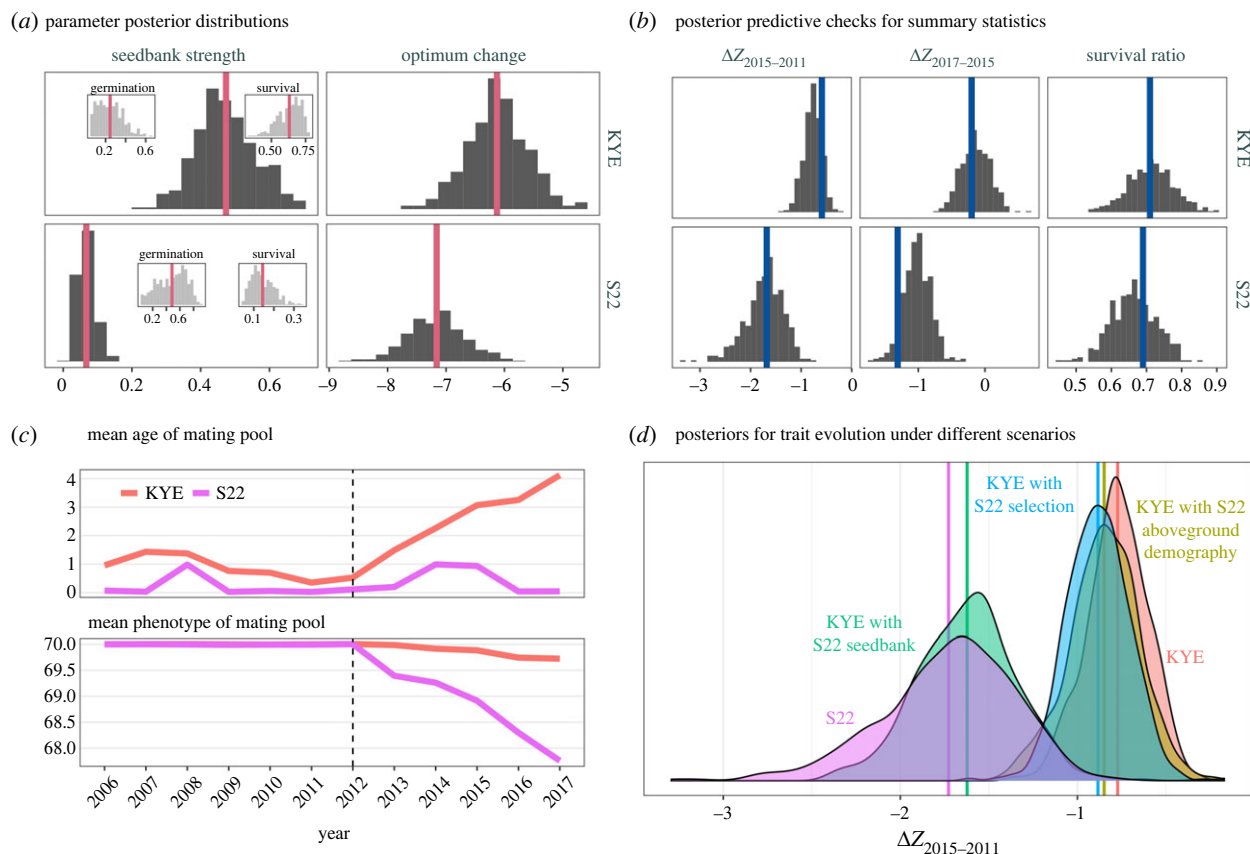 (a) parameter posterior distributions
seedbank strength
optimum change
germination
0.2 0.6
survival
0.50 0.75
KYE
germination
0.2 0.6
survival
0.1 0.3
S22
0 0.2 0.4 0.6
−9 −8 −7 −6 −5
(b) posterior predictive checks for summary statistics
ΔZ2015–2011
ΔZ2017–2015
survival ratio
KYE
S22
−3 −2 −1 0
−1 0
0.5 0.6 0.7 0.8 0.9
(c) mean age of mating pool
4
3
2
1
0
KYE S22
mean phenotype of mating pool
70.0
69.5
69.0
68.5
68.0
2006 2007 2008 2009 2010 2011 2012 2013 2014 2015 2016 2017
year
(d) posteriors for trait evolution under different scenarios
KYE with
S22 selection
KYE with S22
aboveground
demography
KYE with
S22 seedbank
KYE
S22
−3 −2 −1
ΔZ2015–2011